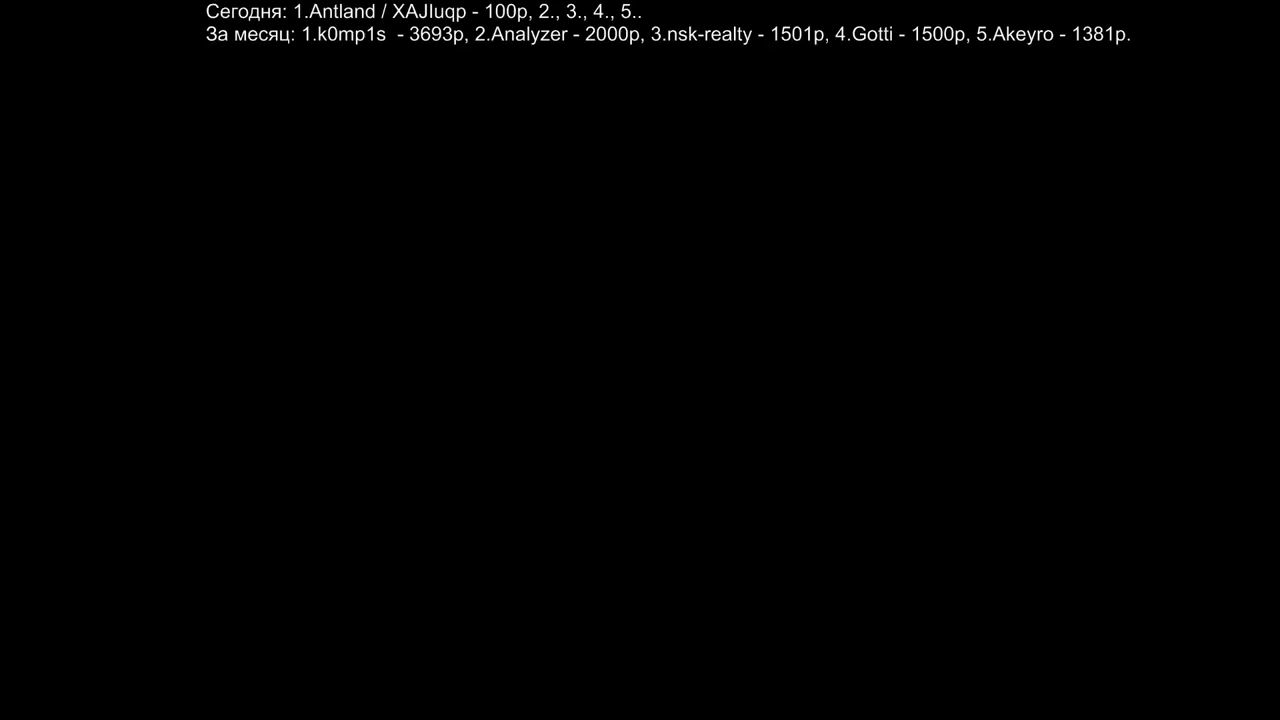 Сегодня: 1.Antland / XAJIuqp - 100р, 2., 3., 4., 5..
За месяц: 1.k0mp1s  - 3693р, 2.Analyzer - 2000р, 3.nsk-realty - 1501р, 4.Gotti - 1500р, 5.Akeyro - 1381р.